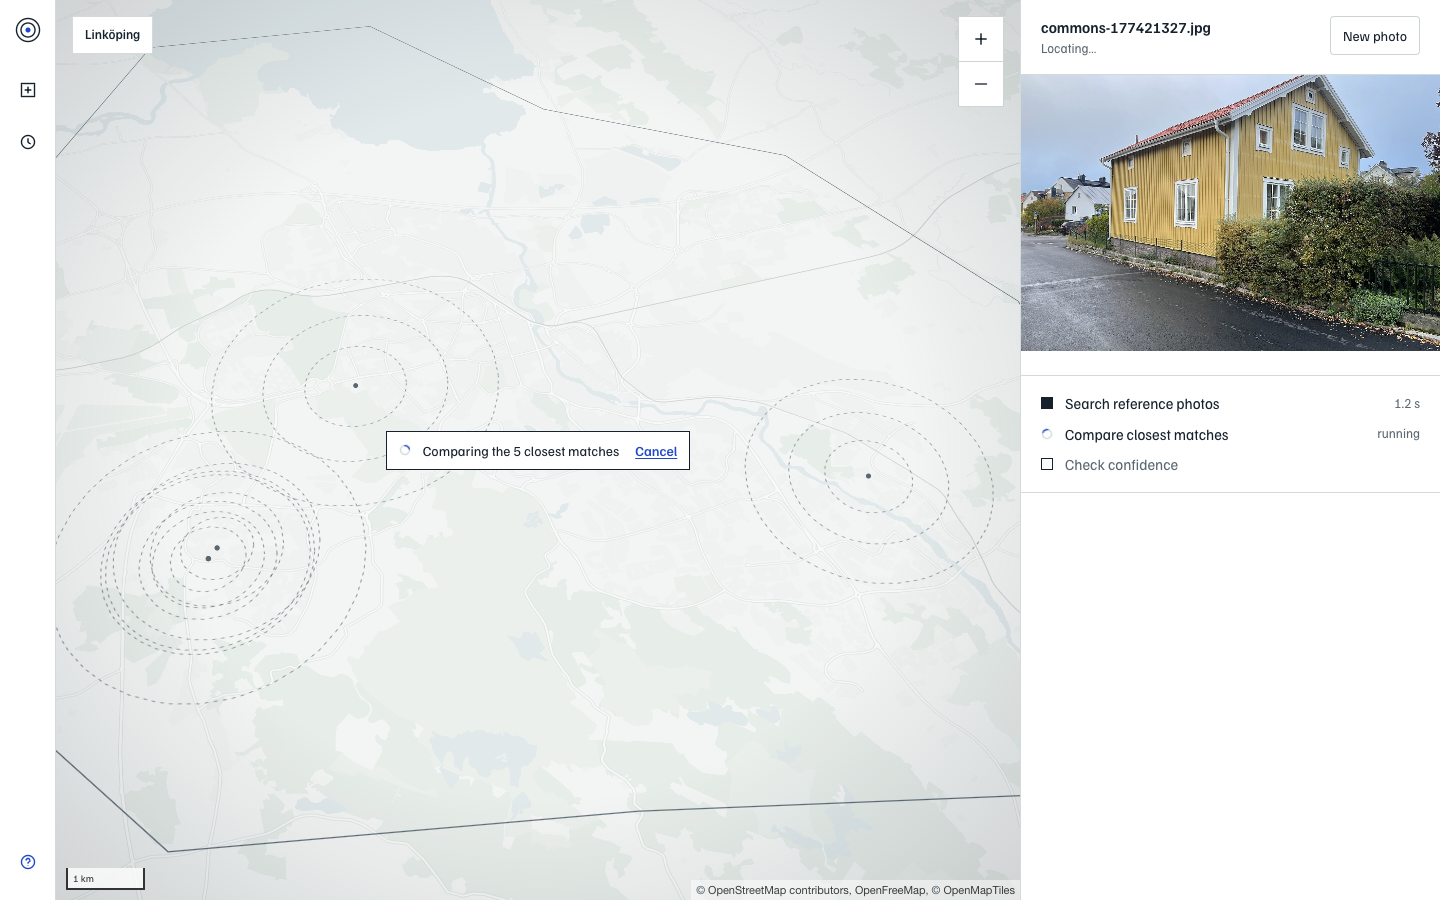 Linköping
commons-177421327.jpg
Locating...
New photo
Comparing the 5 closest matches Cancel
Search reference photos 1.2 s
Compare closest matches running
Check confidence
1 km
© OpenStreetMap contributors, OpenFreeMap, © OpenMapTiles